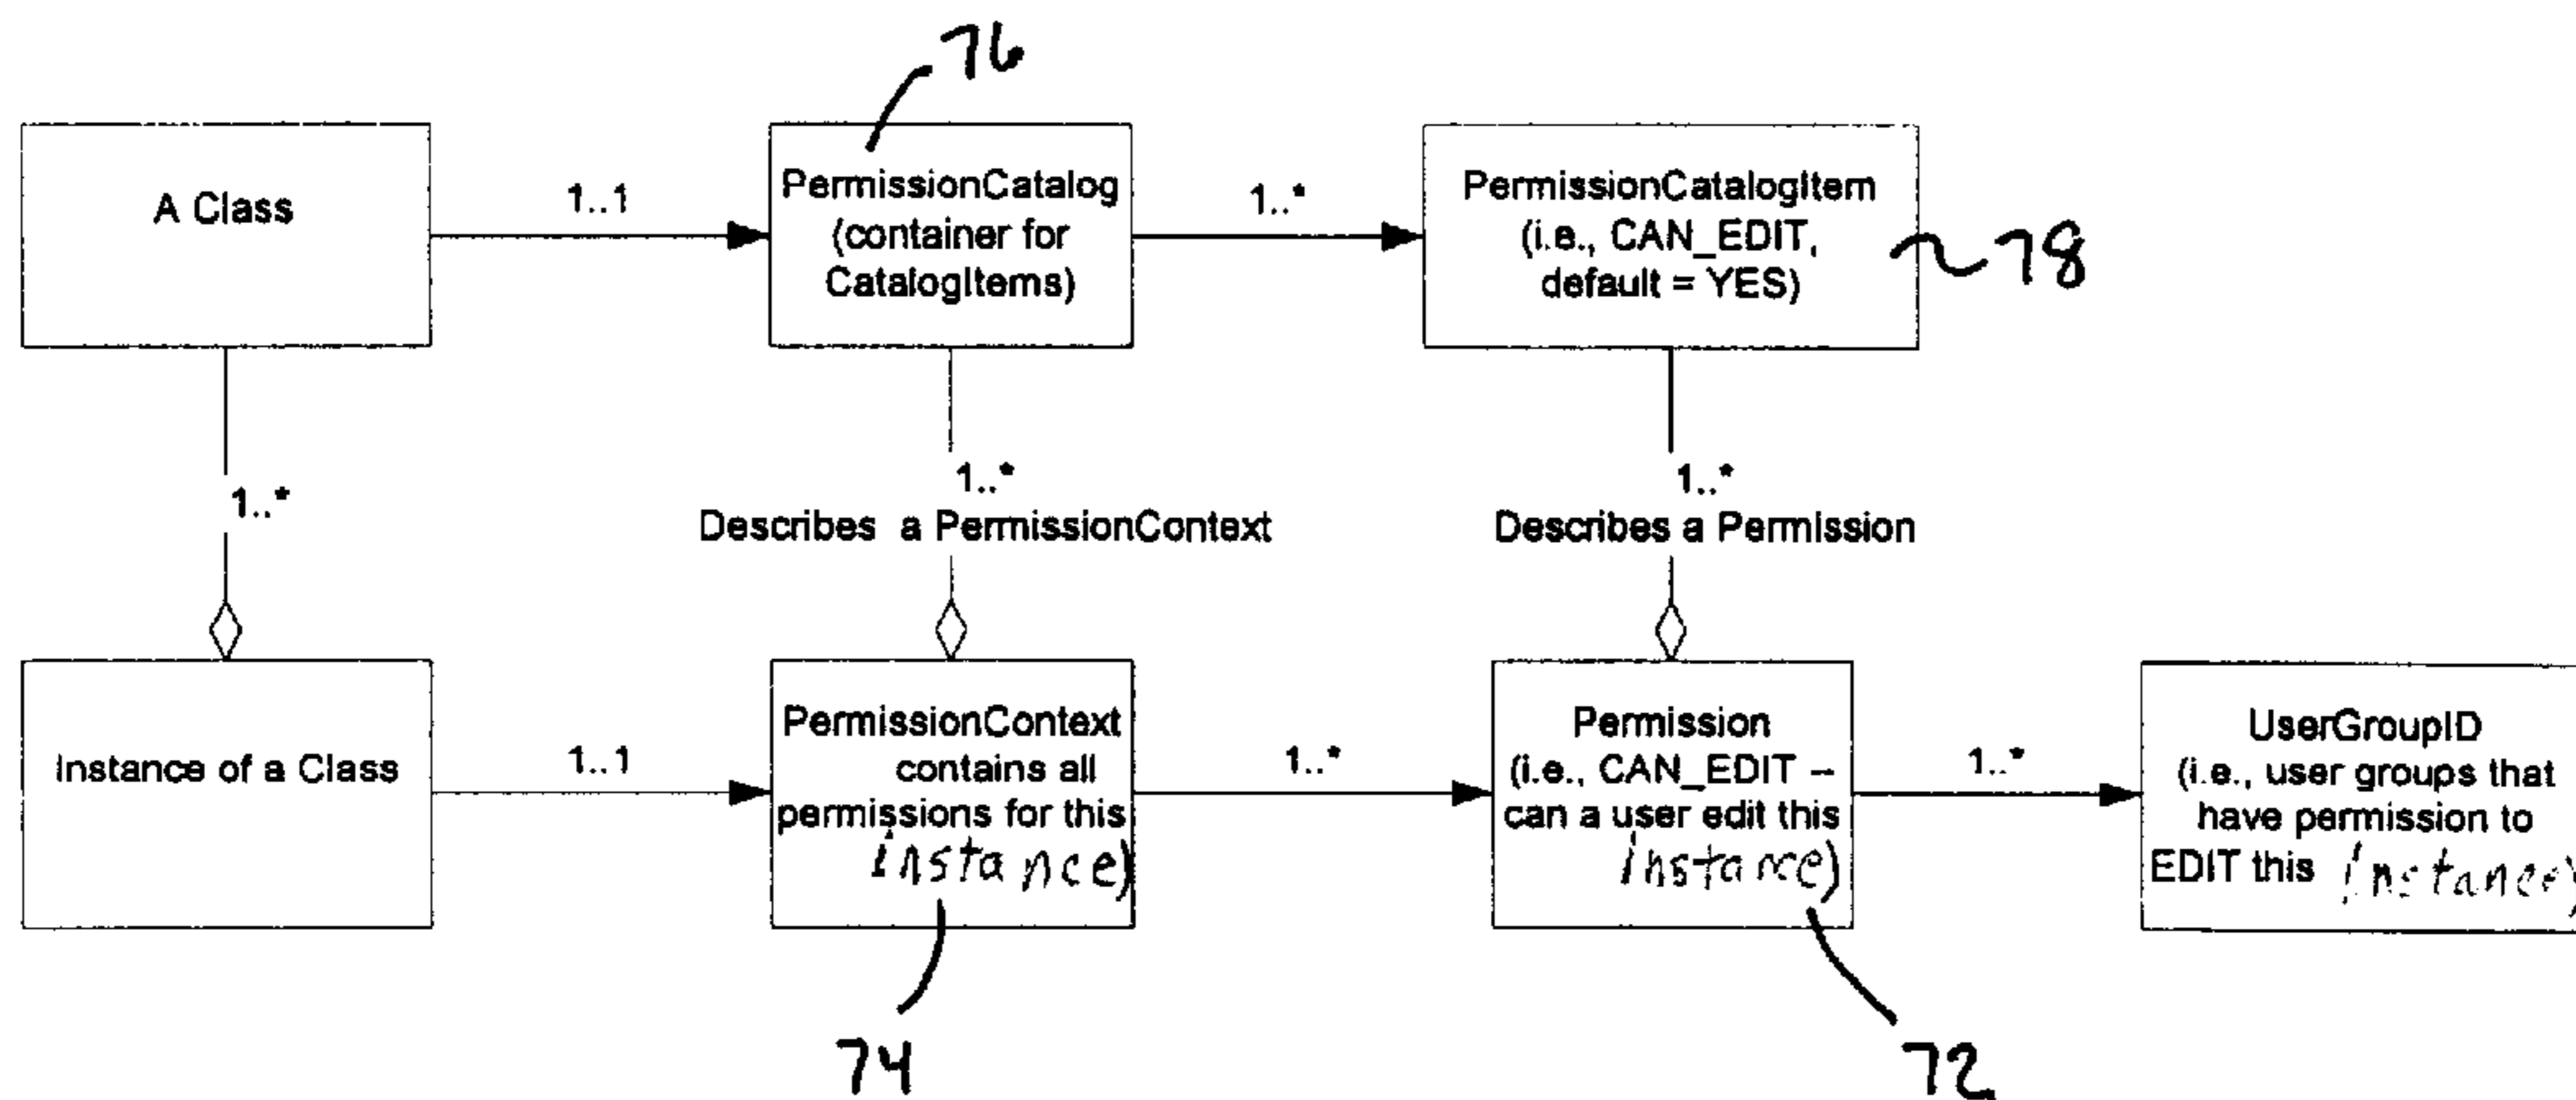 76
A Class
1..1
PermissionCatalog
(container for
CatalogItems)
1..*
PermissionCatalogItem
(i.e., CAN_EDIT,
default = YES)
78
1..*
1..*
Describes a PermissionContext
1..*
Describes a Permission
Instance of a Class
1..1
PermissionContext
contains all
permissions for this
instance)
1..*
Permission
(i.e., CAN_EDIT –
can a user edit this
instance)
1..*
UserGroupID
(i.e., user groups that
have permission to
EDIT this instance)
74
72